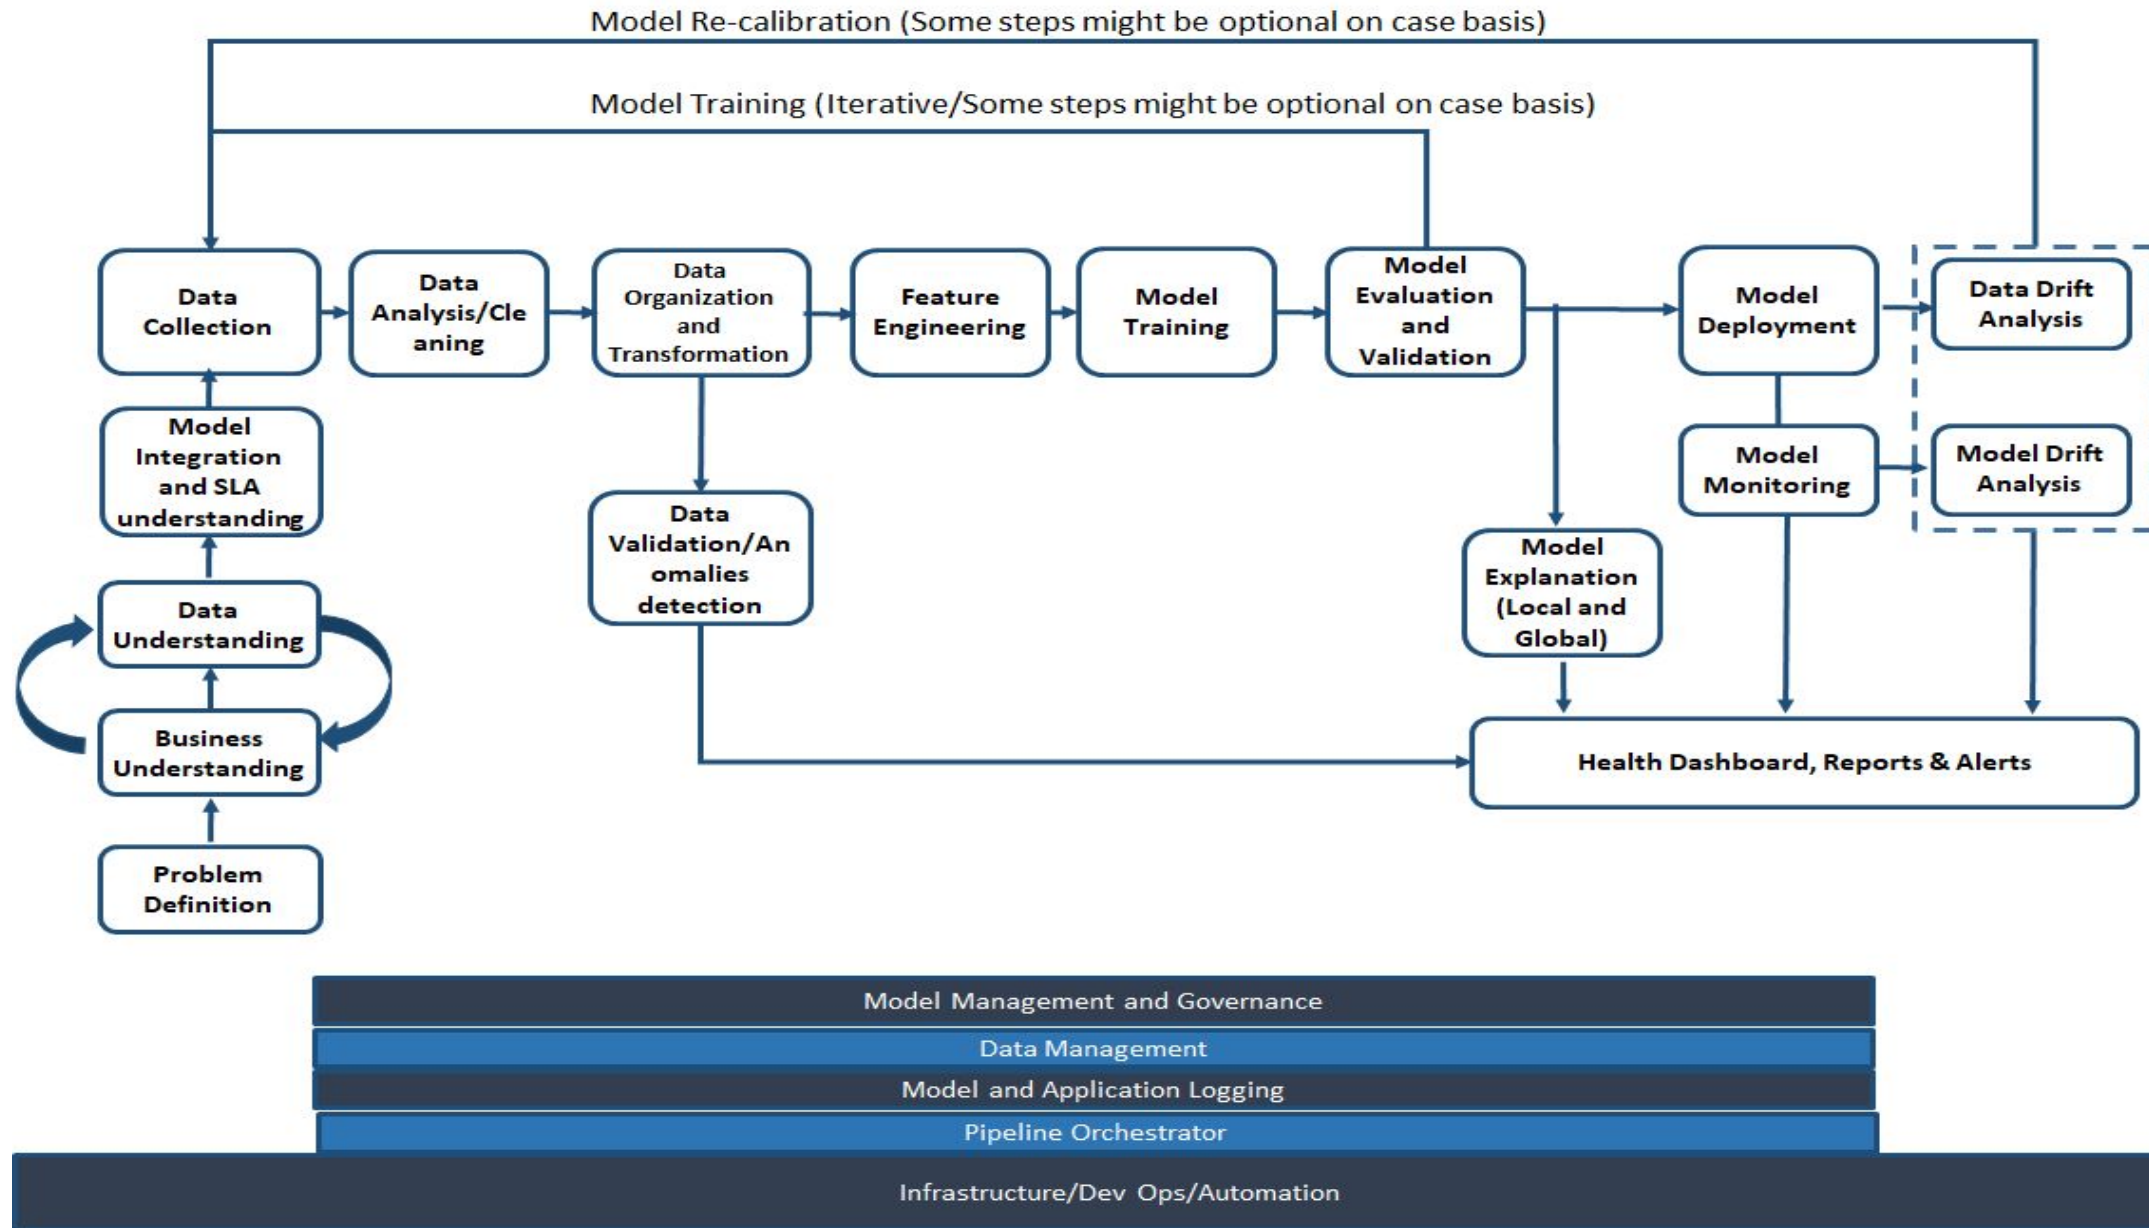 Model Re-calibration (Some steps might be optional on case basis)
Model Training (Iterative/Some steps might be optional on case basis)
Data
Collection
Data
Analysis/Cle
aning
Data
Organization
and
Transformation
Feature
Engineering
Model
Training
Model
Evaluation
and
Validation
Model
Deployment
Data Drift
Analysis
Model
Integration
and SLA
understanding
Model
Monitoring
Model Drift
Analysis
Data
Validation/An
omalies
detection
Model
Explanation
(Local and
Global)
Data
Understanding
Business
Understanding
Health Dashboard, Reports & Alerts
Problem
Definition
Model Management and Governance
Data Management
Model and Application Logging
Pipeline Orchestrator
Infrastructure/Dev Ops/Automation